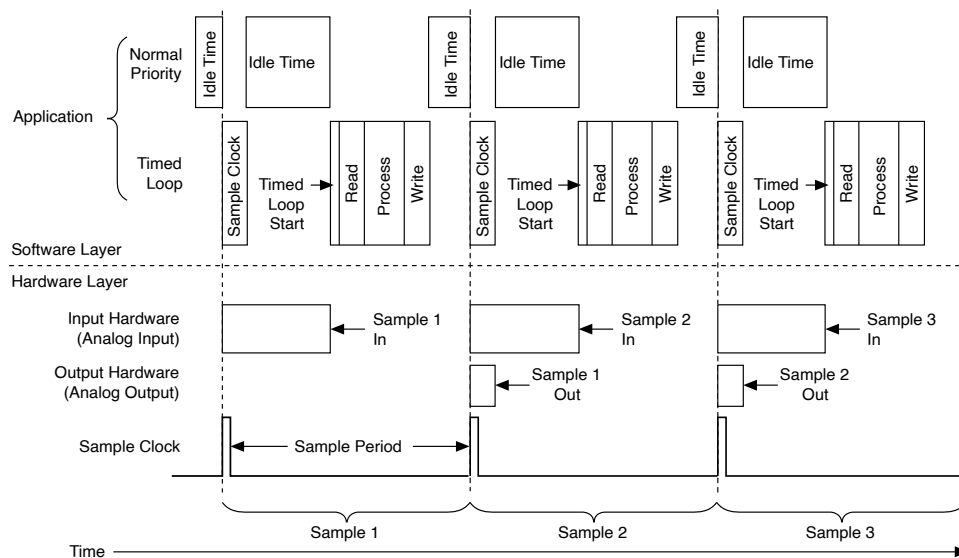 Normal
Priority
Idle Time
Idle Time
Idle Time
Idle Time
Idle Time
Idle Time
Application
Timed
Loop
Sample Clock
Timed
Loop
Start
Read
Process
Write
Sample Clock
Timed
Loop
Start
Read
Process
Write
Sample Clock
Timed
Loop
Start
Read
Process
Write
Software Layer
Hardware Layer
Input Hardware
(Analog Input)
Sample 1
In
Sample 2
In
Sample 3
In
Output Hardware
(Analog Output)
Sample 1
Out
Sample 2
Out
Sample Clock
Sample Period
Sample 1
Sample 2
Sample 3
Time